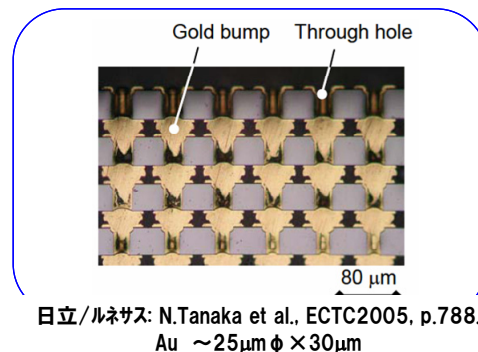 Gold bump Through hole
80 μm
日立/ルネサス: N.Tanaka et al., ECTC2005, p.788.
Au ～25μmφ×30μm